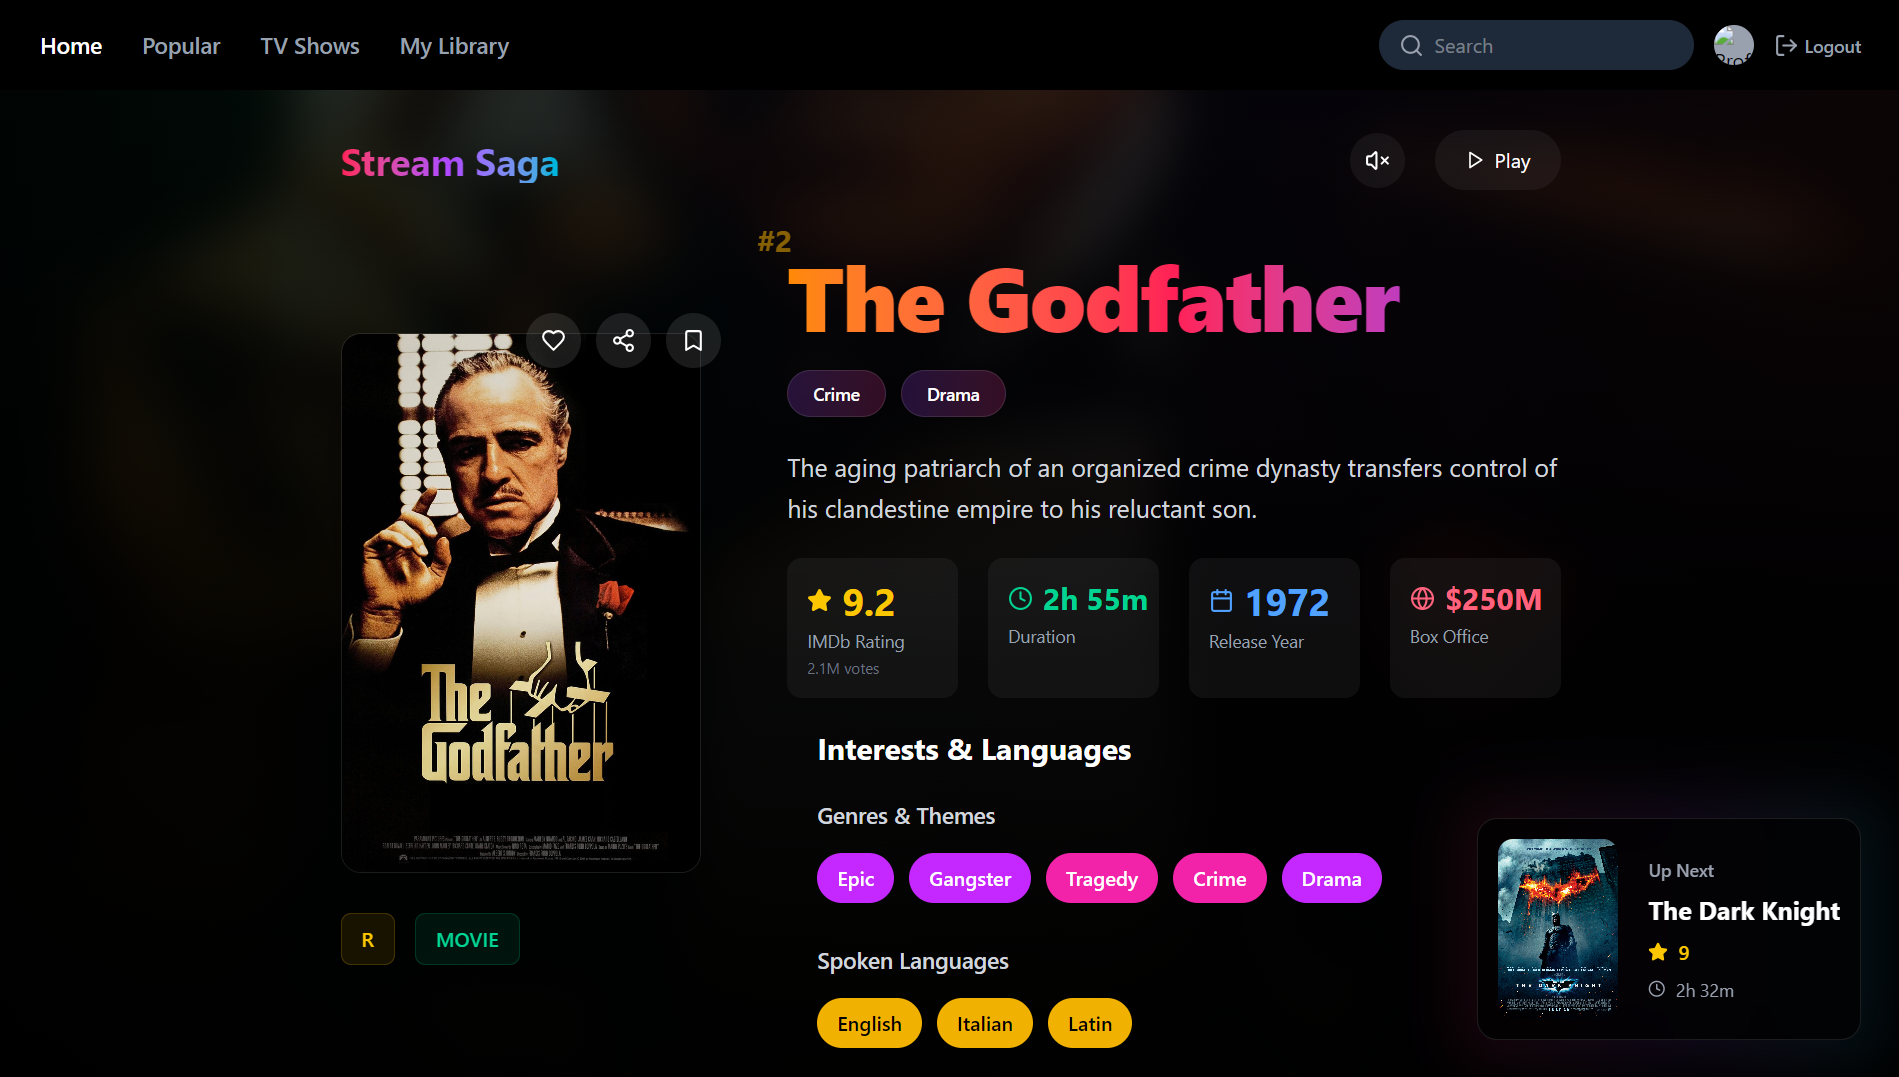 Home
Popular
TV Shows
My Library
Search
Logout
Stream Saga
Play
#2
The Godfather
Crime
Drama
The aging patriarch of an organized crime dynasty transfers control of
his clandestine empire to his reluctant son.
The
Godfather
9.2
IMDb Rating
2.1M votes
2h 55m
Duration
1972
Release Year
$250M
Box Office
R
MOVIE
Interests & Languages
Genres & Themes
Epic
Gangster
Tragedy
Crime
Drama
Spoken Languages
English
Italian
Latin
Up Next
The Dark Knight
9
2h 32m
THE DARK KNIGHT